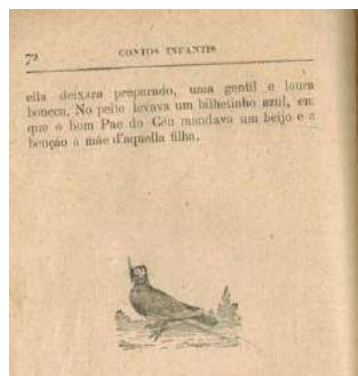 72
CONTOS INFANTIS
ella deixara preparado, uma gentil e loura
boneca. No peito levava um bilhetinho azul, em
que o bom Pae do Céu mandava um beijo e a
benção a mãe d'aquella filha.